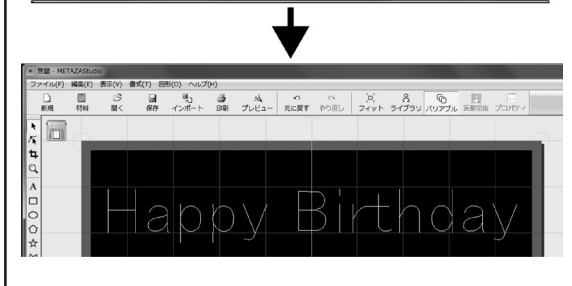 無題 - METAZAStudio
ファイル(F) 編集(E) 表示(V) 書式(T) 図形(O) ヘルプ(H)
新規 材料 開く 保存 インポート 印刷 プレビュー 元に戻す やり直し フィット ライブラリ バリアブル 画像切抜 プロパティ
A
Happy Birthday